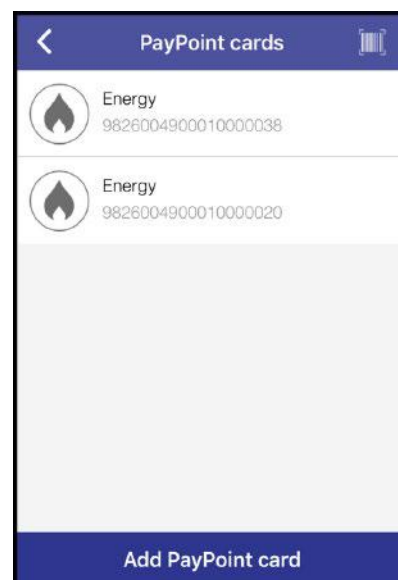 PayPoint cards
Energy
9826004900010000038
Energy
9826004900010000020
Add PayPoint card